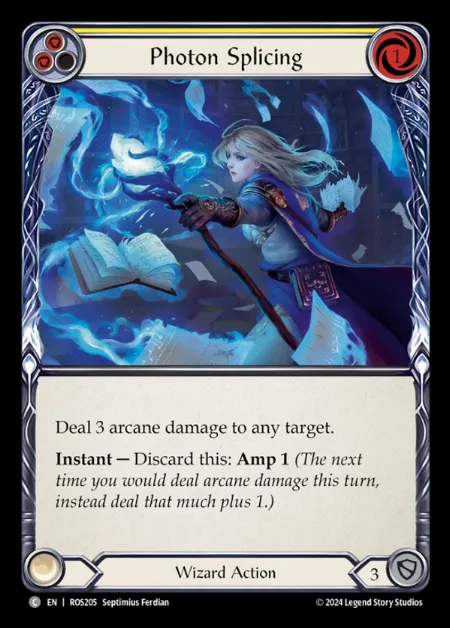 Photon Splicing
1
Deal 3 arcane damage to any target.
Instant — Discard this: Amp 1 (The next
time you would deal arcane damage this turn,
instead deal that much plus 1.)
Wizard Action
3
C EN | ROS205 Septimius Ferdian
© 2024 Legend Story Studios